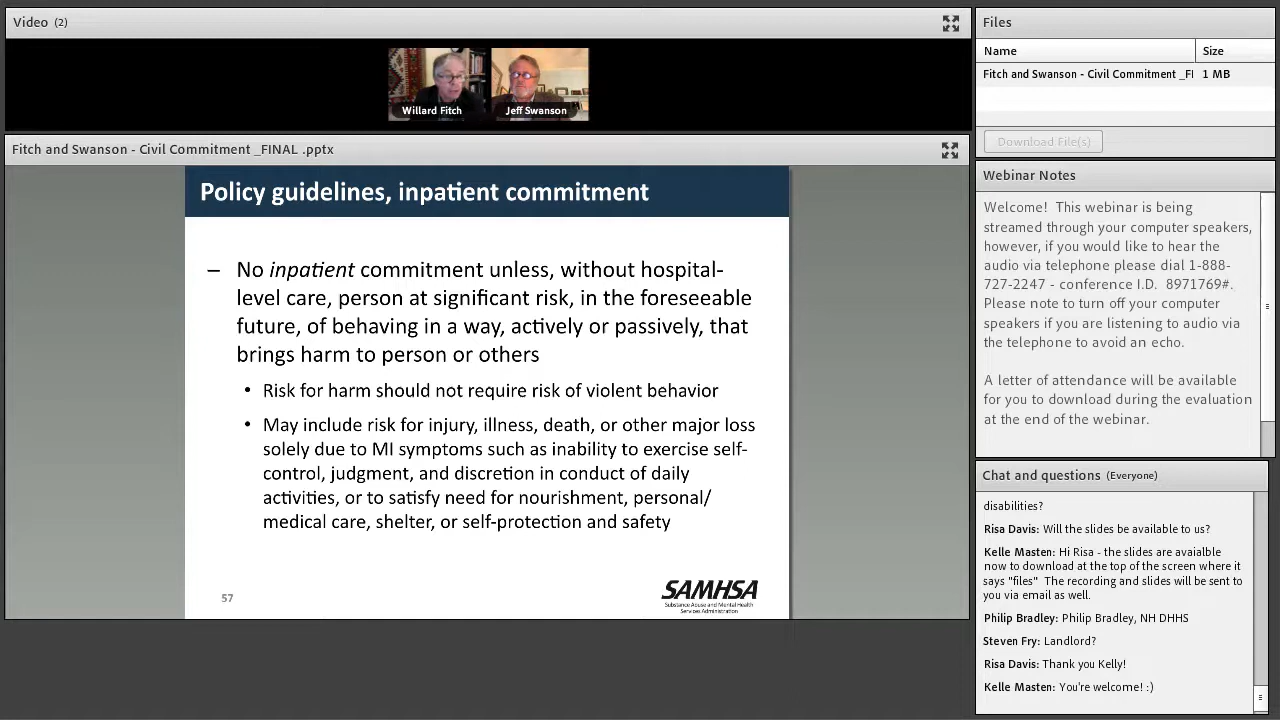 Video (2)
Willard Fitch
Jeff Swanson
Fitch and Swanson - Civil Commitment _FINAL .pptx
Policy guidelines, inpatient commitment
– No inpatient commitment unless, without hospital-
level care, person at significant risk, in the foreseeable
future, of behaving in a way, actively or passively, that
brings harm to person or others
• Risk for harm should not require risk of violent behavior
• May include risk for injury, illness, death, or other major loss
solely due to MI symptoms such as inability to exercise self-
control, judgment, and discretion in conduct of daily
activities, or to satisfy need for nourishment, personal/
medical care, shelter, or self-protection and safety
57
SAMHSA
Substance Abuse and Mental Health
Services Administration
Files
Name Size
Fitch and Swanson - Civil Commitment _FI 1 MB
Download File(s)
Webinar Notes
Welcome! This webinar is being
streamed through your computer speakers,
however, if you would like to hear the
audio via telephone please dial 1-888-
727-2247 - conference I.D. 8971769#.
Please note to turn off your computer
speakers if you are listening to audio via
the telephone to avoid an echo.
A letter of attendance will be available
for you to download during the evaluation
at the end of the webinar.
Chat and questions (Everyone)
disabilities?
Risa Davis: Will the slides be available to us?
Kelle Masten: Hi Risa - the slides are avaialble
now to download at the top of the screen where it
says "files" The recording and slides will be sent to
you via email as well.
Philip Bradley: Philip Bradley, NH DHHS
Steven Fry: Landlord?
Risa Davis: Thank you Kelly!
Kelle Masten: You're welcome! :)